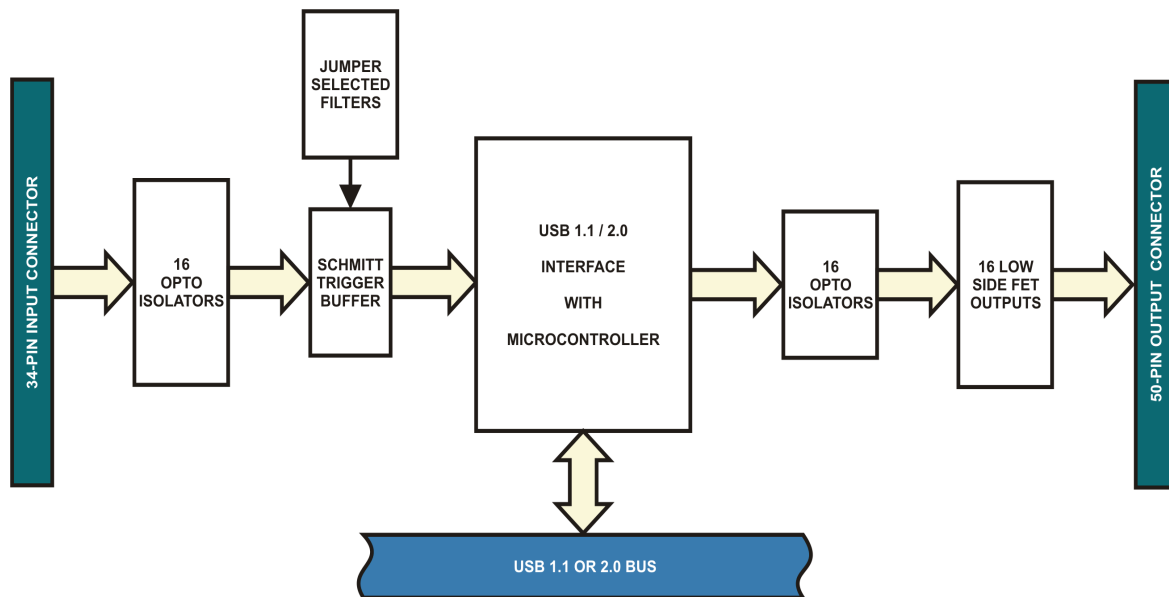 JUMPER
SELECTED
FILTERS
34-PIN INPUT CONNECTOR
16
OPTO
ISOLATORS
SCHMITT
TRIGGER
BUFFER
USB 1.1 / 2.0
INTERFACE
WITH
MICROCONTROLLER
16
OPTO
ISOLATORS
16 LOW
SIDE FET
OUTPUTS
50-PIN OUTPUT CONNECTOR
USB 1.1 OR 2.0 BUS